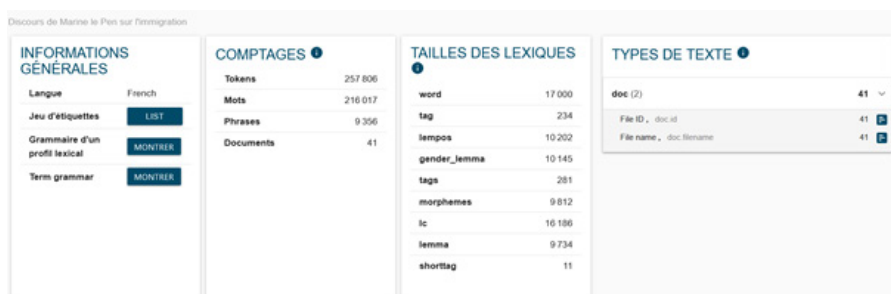 Discours de Marine le Pen sur l'immigration
INFORMATIONS
GÉNÉRALES
Langue French
Jeu d'étiquettes LIST
Grammaire d'un
profil lexical MONTRER
Term grammar MONTRER
COMPTAGES
Tokens 257 806
Mots 216 017
Phrases 9 356
Documents 41
TAILLES DES LEXIQUES
word 17 000
tag 234
lempos 10 202
gender_lemma 10 145
tags 281
morphemes 9 812
lc 16 186
lemma 9 734
shorttag 11
TYPES DE TEXTE
doc (2) 41
File ID , doc.id 41
File name , doc.filename 41